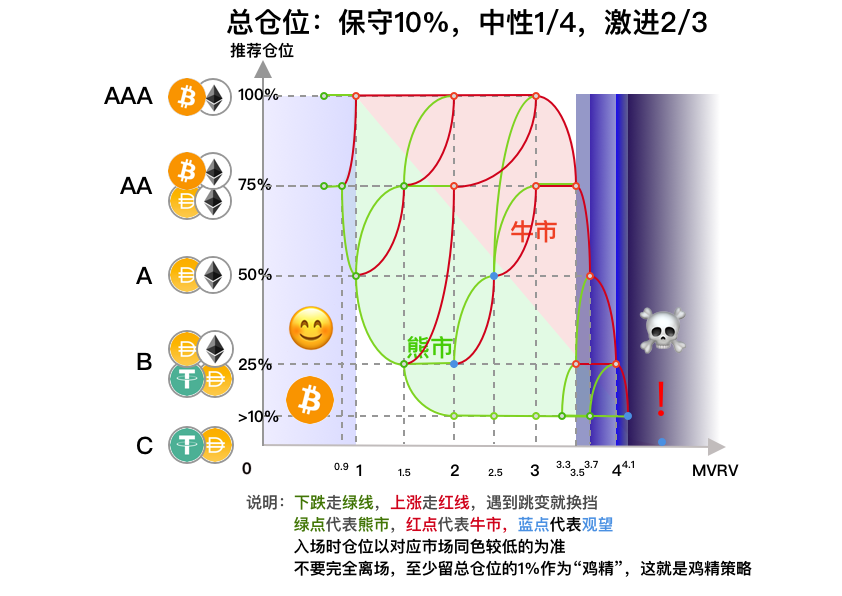 总仓位：保守10%，中性1/4，激进2/3
推荐仓位
AAA
100%
AA
75%
A
50%
牛市
B
熊市
25%
>10%
C
0
0.9
1
1.5
2
2.5
3
3.3
3.5
3.7
4
4.1
MVRV
说明：下跌走绿线，上涨走红线，遇到跳变就换挡
绿点代表熊市，红点代表牛市，蓝点代表观望
入场时仓位以对应市场同色较低的为准
不要完全离场，至少留总仓位的1%作为“鸡精”，这就是鸡精策略